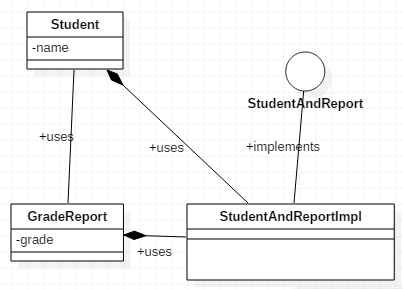 Student
-name
StudentAndReport
+uses
+uses
+implements
GradeReport
-grade
StudentAndReportImpl
+uses